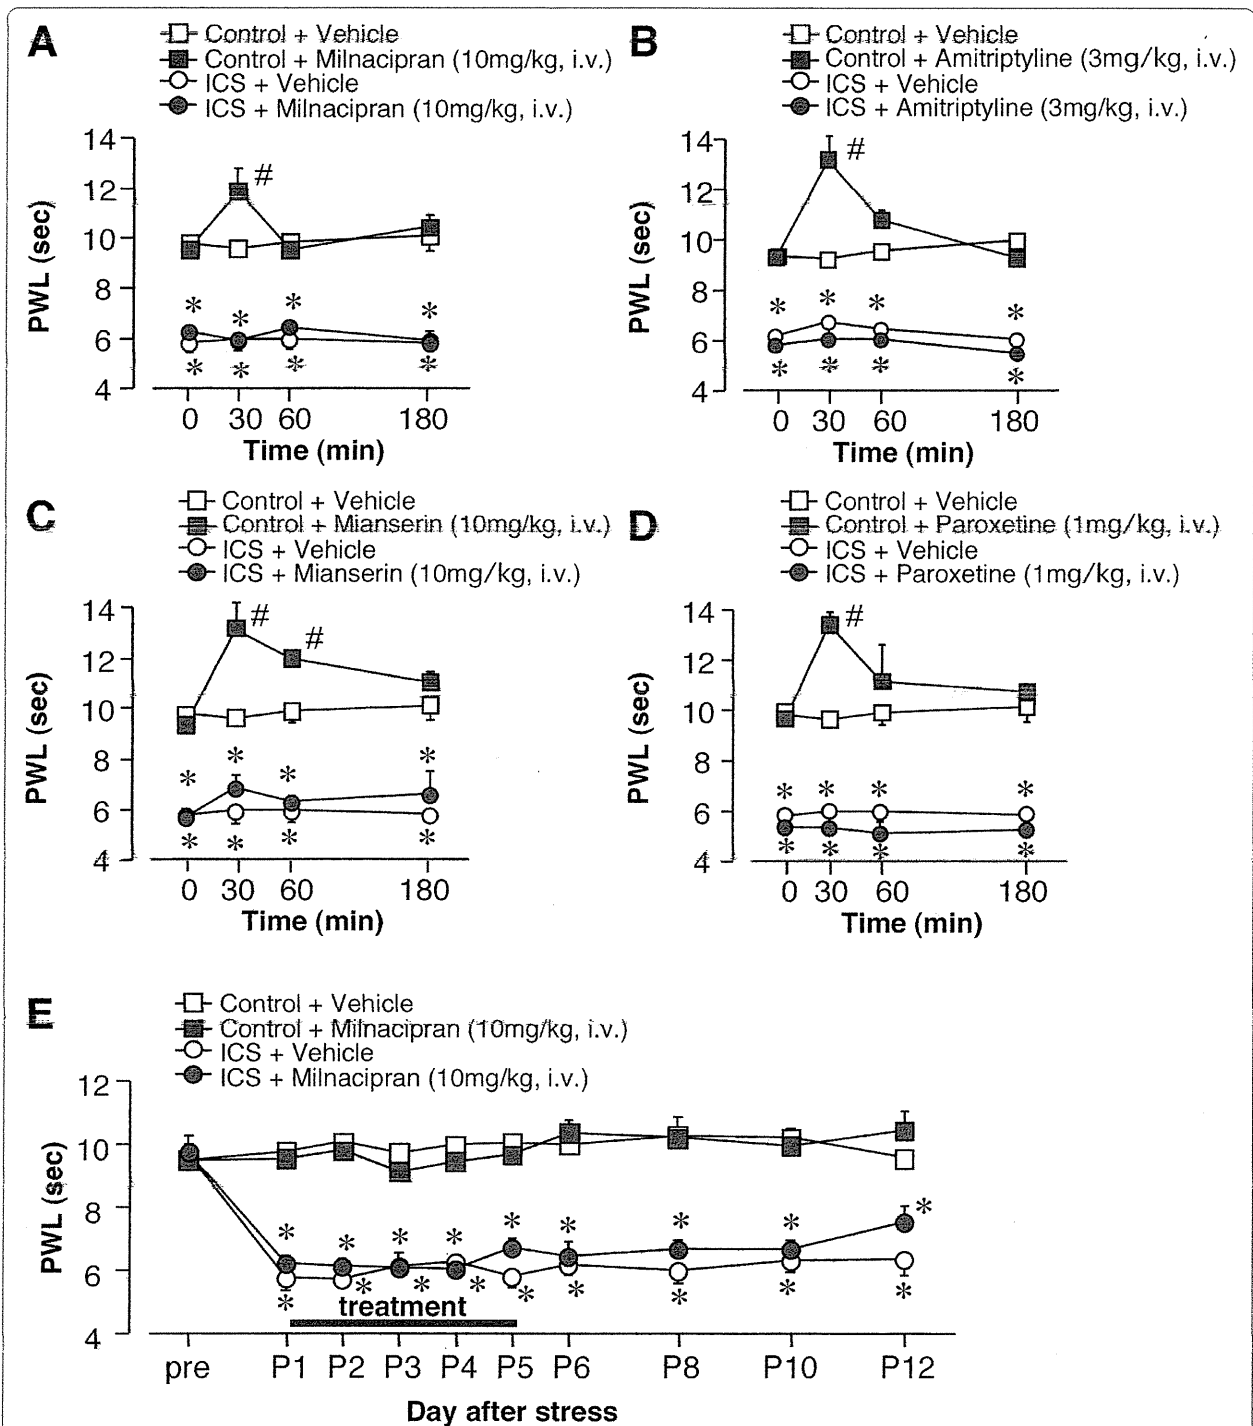 A
Control + Vehicle
Control + Milnacipran (10mg/kg, i.v.)
ICS + Vehicle
ICS + Milnacipran (10mg/kg, i.v.)
14
12
10
8
6
4
PWL (sec)
#
* * * *
* * * *
0 30 60 180
Time (min)
B
Control + Vehicle
Control + Amitriptyline (3mg/kg, i.v.)
ICS + Vehicle
ICS + Amitriptyline (3mg/kg, i.v.)
14
12
10
8
6
4
PWL (sec)
#
* * * *
* * * *
0 30 60 180
Time (min)
C
Control + Vehicle
Control + Mianserin (10mg/kg, i.v.)
ICS + Vehicle
ICS + Mianserin (10mg/kg, i.v.)
14
12
10
8
6
4
PWL (sec)
# #
* * * *
* * * *
0 30 60 180
Time (min)
D
Control + Vehicle
Control + Paroxetine (1mg/kg, i.v.)
ICS + Vehicle
ICS + Paroxetine (1mg/kg, i.v.)
14
12
10
8
6
4
PWL (sec)
#
* * * *
* * * *
0 30 60 180
Time (min)
E
Control + Vehicle
Control + Milnacipran (10mg/kg, i.v.)
ICS + Vehicle
ICS + Milnacipran (10mg/kg, i.v.)
12
10
8
6
4
PWL (sec)
* * * * * * * * *
* * * * * * * * *
treatment
pre P1 P2 P3 P4 P5 P6 P8 P10 P12
Day after stress